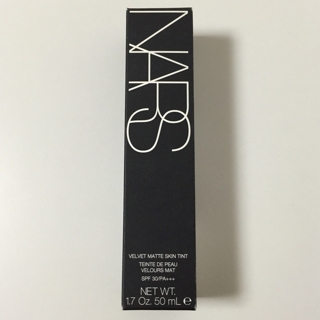 NARS
VELVET MATTE SKIN TINT
TEINTE DE PEAU
VELOURS MAT
SPF 30/PA+++
NET WT.
1.7 Oz. 50 mL ℮